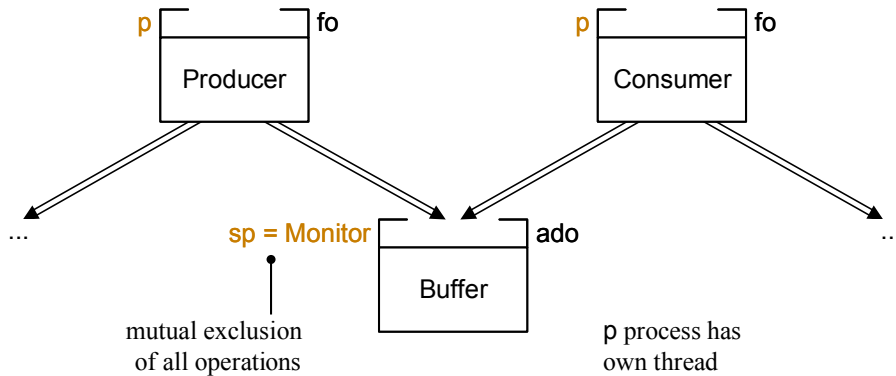 p fo p fo
Producer Consumer
... sp = Monitor ado ..
Buffer
mutual exclusion p process has
of all operations own thread